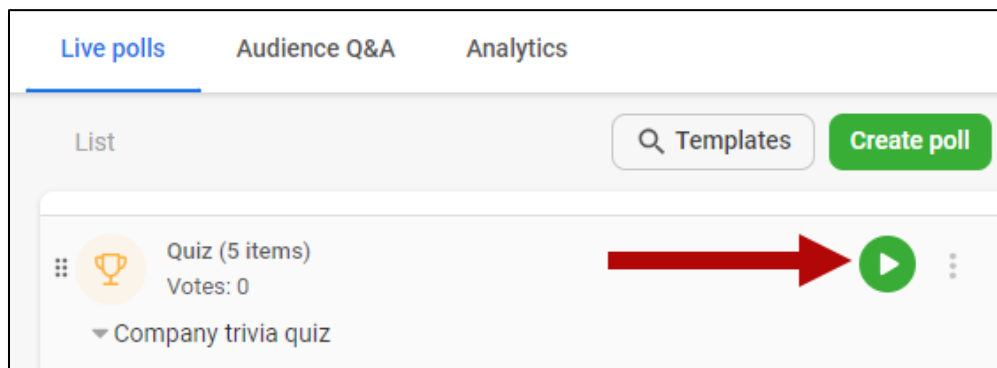 Live polls Audience Q&A Analytics
List Templates Create poll
Quiz (5 items)
Votes: 0
Company trivia quiz